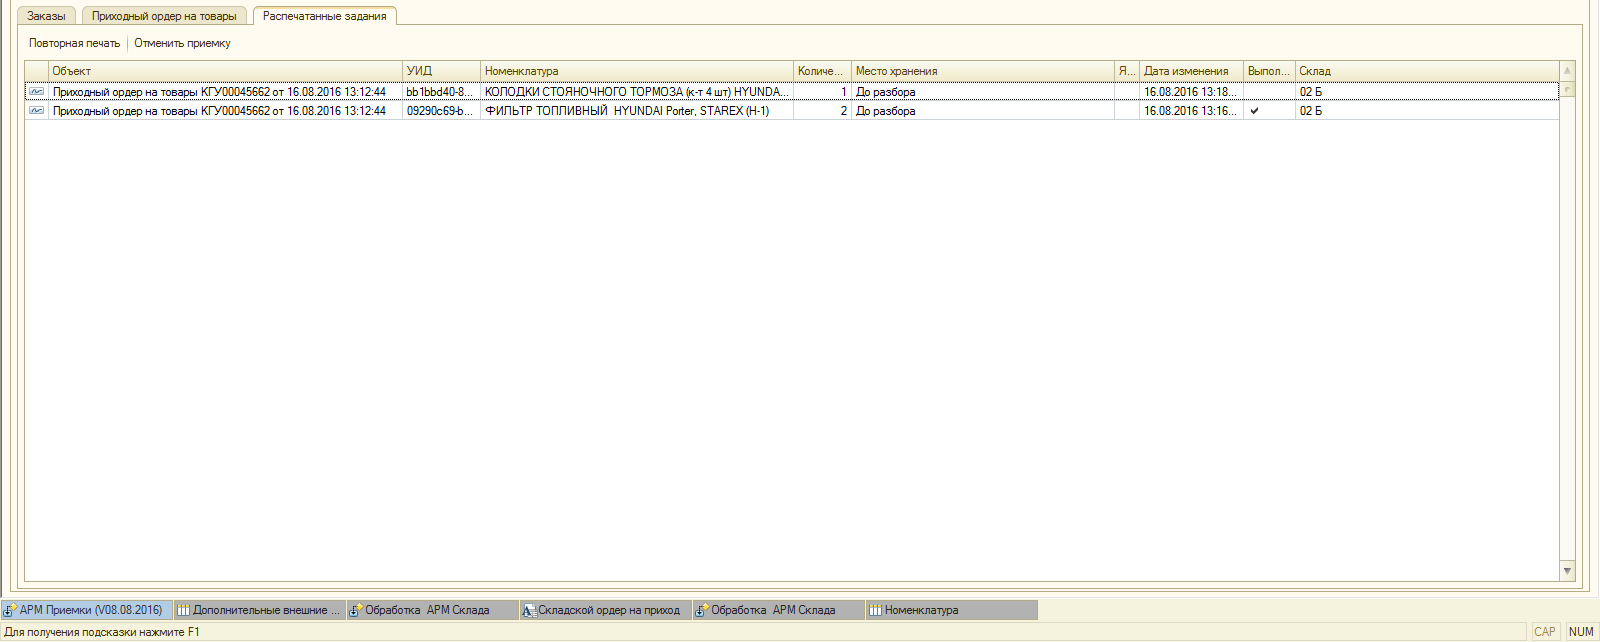 Заказы Приходный ордер на товары Распечатанные задания
Повторная печать Отменить приемку
Объект УИД Номенклатура Количе... Место хранения Я... Дата изменения Выпол... Склад
Приходный ордер на товары КГУ00045662 от 16.08.2016 13:12:44 bb1bbd40-8... КОЛОДКИ СТОЯНОЧНОГО ТОРМОЗА (к-т 4 шт) HYUNDA... 1 До разбора 16.08.2016 13:18... 02 Б
Приходный ордер на товары КГУ00045662 от 16.08.2016 13:12:44 09290c69-b... ФИЛЬТР ТОПЛИВНЫЙ HYUNDAI Porter, STAREX (H-1) 2 До разбора 16.08.2016 13:16... 02 Б
АРМ Приемки (V08.08.2016) Дополнительные внешние ... Обработка АРМ Склада Складской ордер на приход Обработка АРМ Склада Номенклатура
Для получения подсказки нажмите F1 CAP NUM